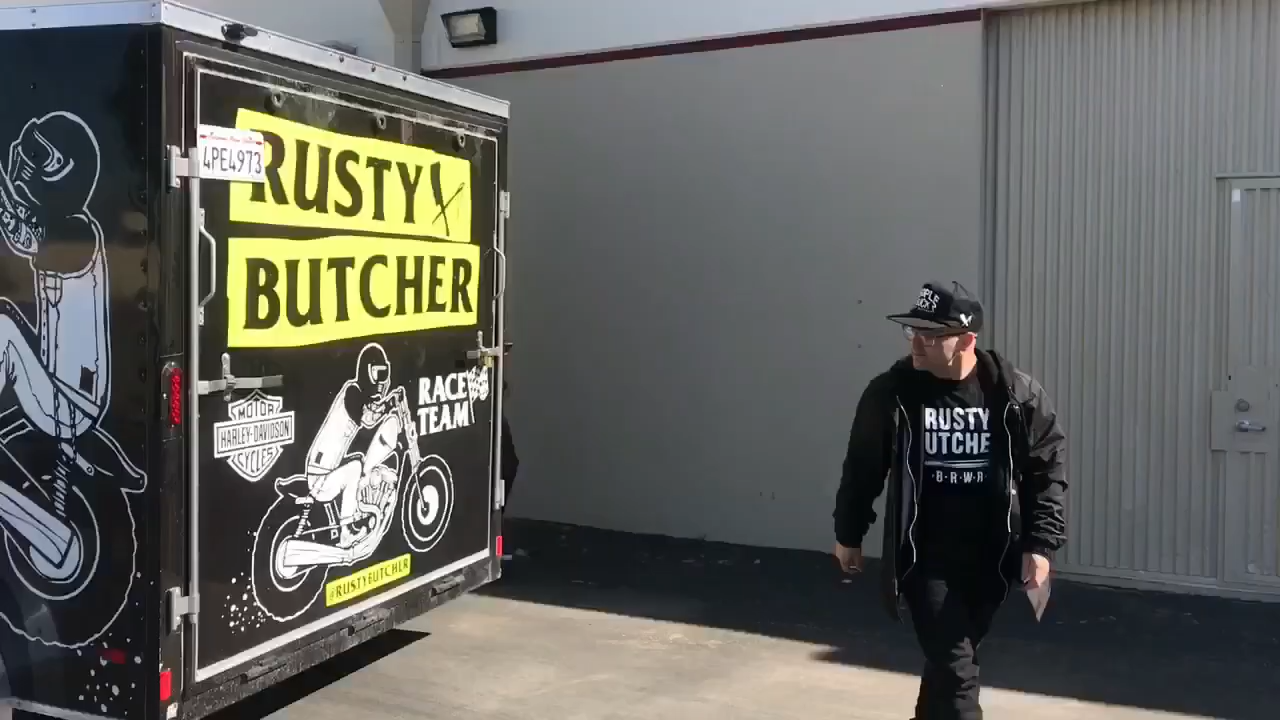 4PE4973
RUSTY
BUTCHER
MOTOR
HARLEY-DAVIDSON
CYCLES
RACE
TEAM
@RUSTYBUTCHER
RUSTY
UTCHE
·B·R·W·R·